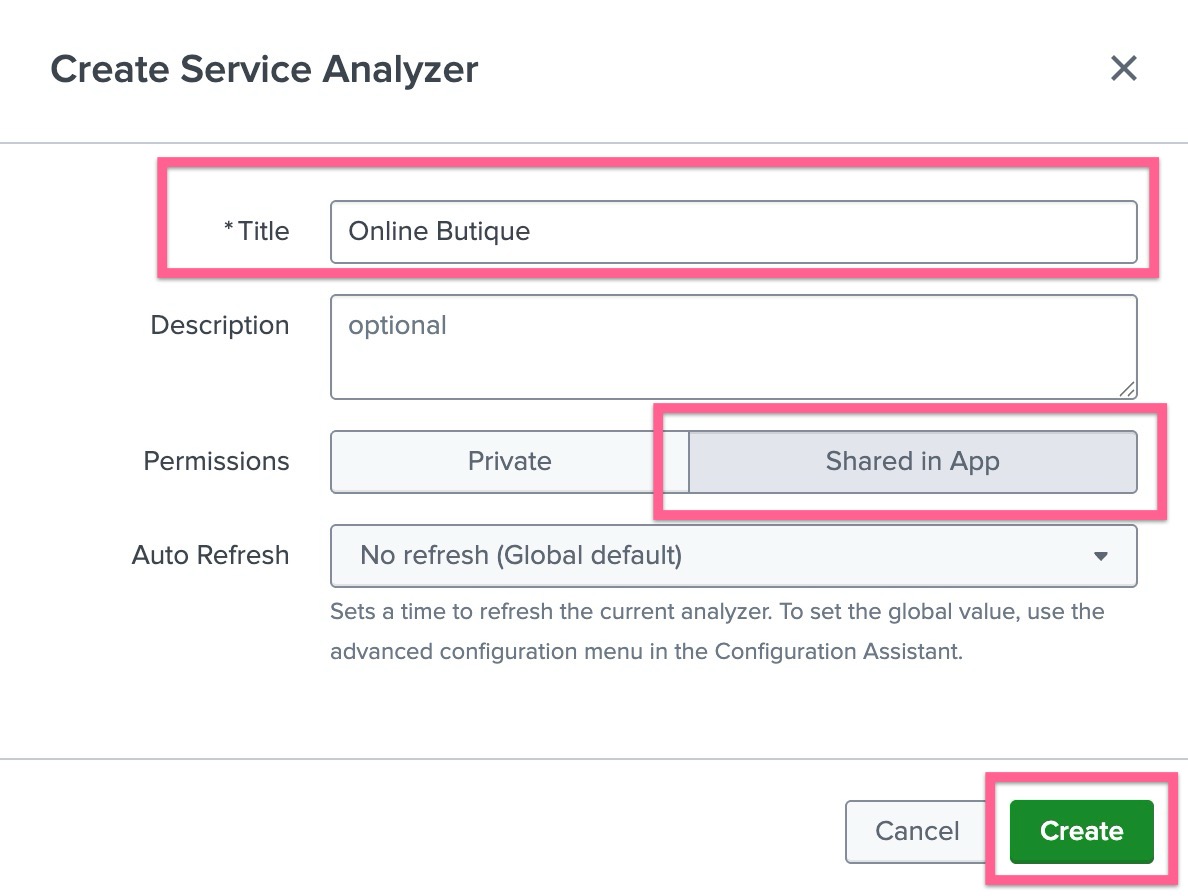 Create Service Analyzer
* Title
Online Butique
Description
optional
Permissions
Private
Shared in App
Auto Refresh
No refresh (Global default)
Sets a time to refresh the current analyzer. To set the global value, use the
advanced configuration menu in the Configuration Assistant.
Cancel
Create